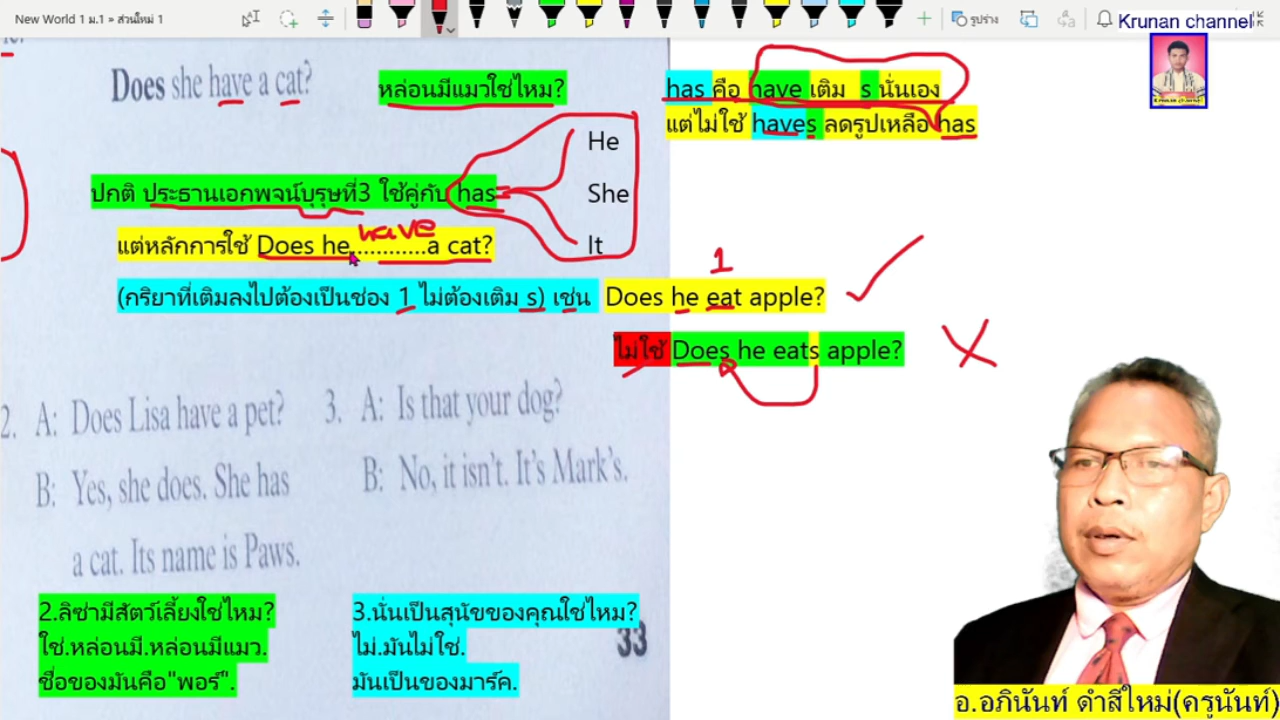 New World 1 ม.1 » ส่วนใหม่ 1
รูปร่าง
Krunan channel
Does she have a cat?
หล่อนมีแมวใช่ไหม?
has คือ have เติม s นั่นเอง
แต่ไม่ใช้ haves ลดรูปเหลือ has
He
ปกติ ประธานเอกพจน์บุรุษที่3 ใช้คู่กับ has
She
have
แต่หลักการใช้ Does he............a cat?
It
1
(กริยาที่เติมลงไปต้องเป็นช่อง 1 ไม่ต้องเติม s) เช่น
Does he eat apple?
ไม่ใช้ Does he eats apple?
2. A: Does Lisa have a pet?
B: Yes, she does. She has
a cat. Its name is Paws.
3. A: Is that your dog?
B: No, it isn't. It's Mark's.
2.ลิซ่ามีสัตว์เลี้ยงใช่ไหม?
ใช่.หล่อนมี.หล่อนมีแมว.
ชื่อของมันคือ"พอร์".
3.นั่นเป็นสุนัขของคุณใช่ไหม?
ไม่.มันไม่ใช่.
มันเป็นของมาร์ค.
33
อ.อภินันท์ ดำสีใหม่(ครูนันท์)